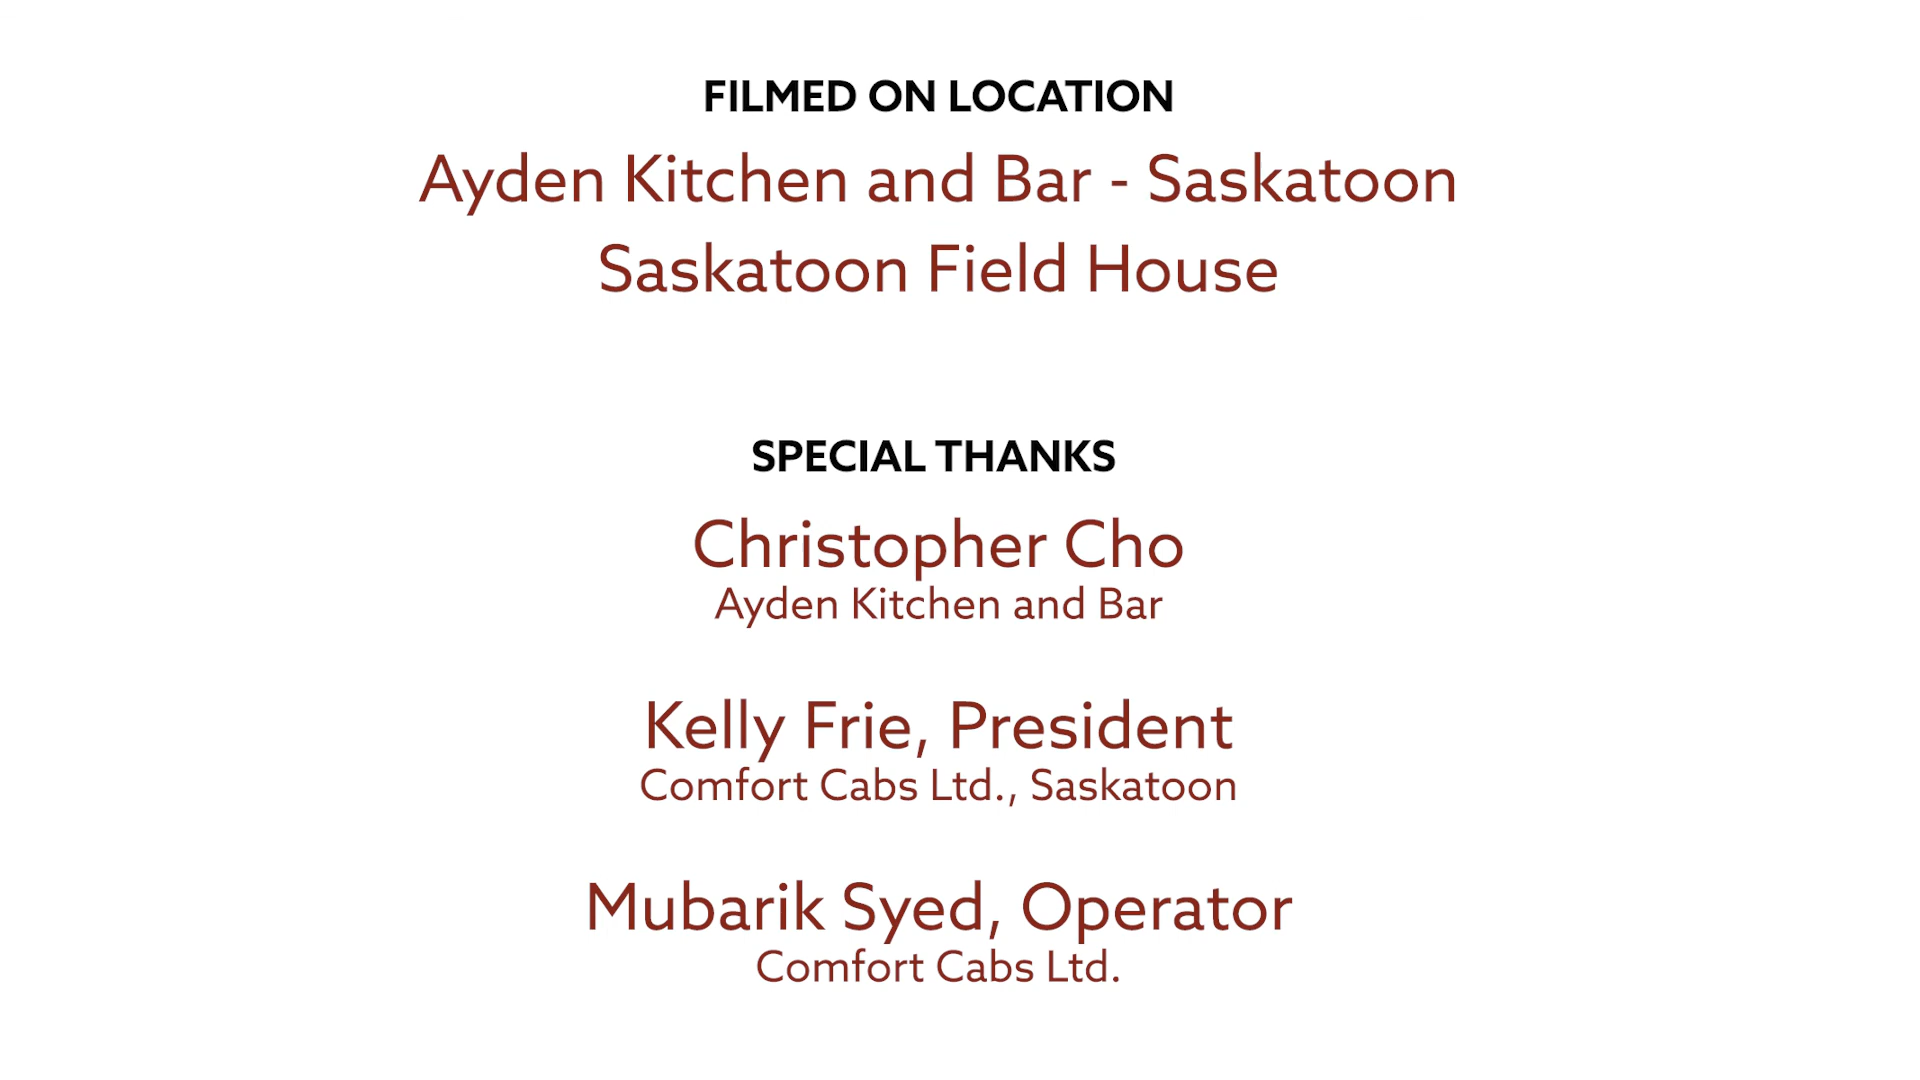 FILMED ON LOCATION
Ayden Kitchen and Bar - Saskatoon
Saskatoon Field House
SPECIAL THANKS
Christopher Cho
Ayden Kitchen and Bar
Kelly Frie, President
Comfort Cabs Ltd., Saskatoon
Mubarik Syed, Operator
Comfort Cabs Ltd.